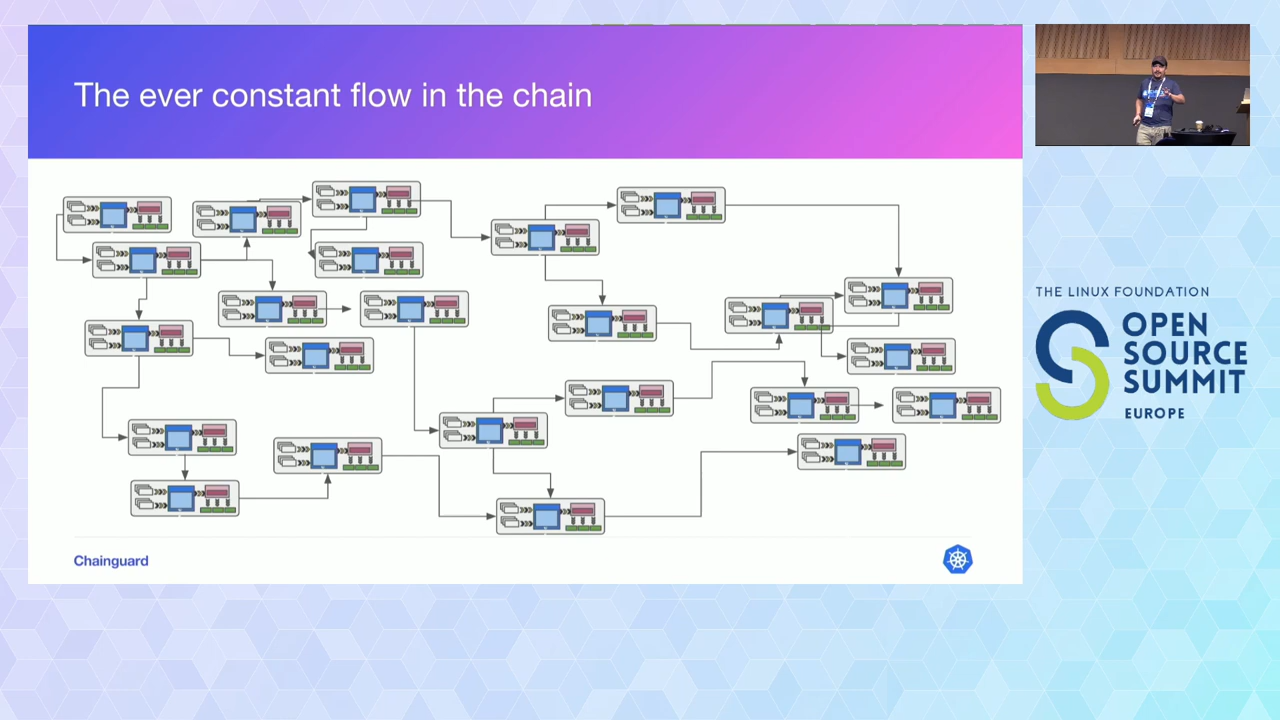 The ever constant flow in the chain
Chainguard
THE LINUX FOUNDATION
OPEN
SOURCE
SUMMIT
EUROPE